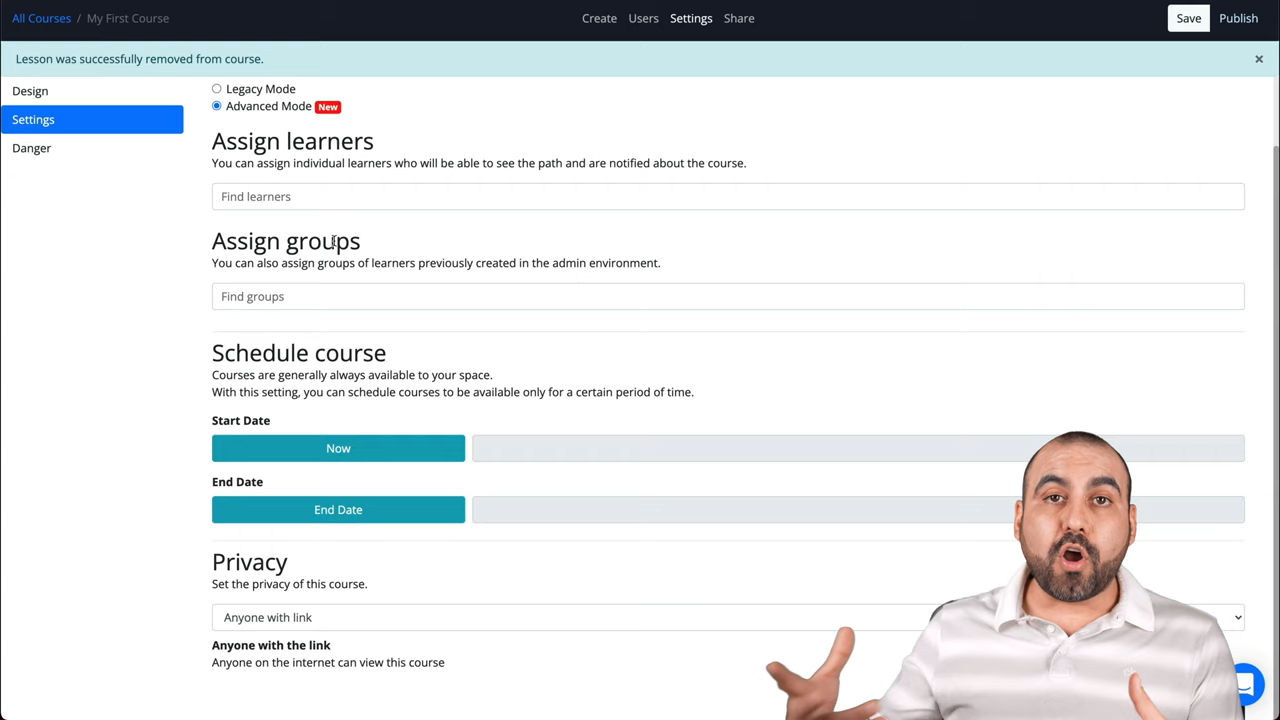 All Courses / My First Course
Create Users Settings Share
Save Publish
Lesson was successfully removed from course. ×
Design
Settings
Danger
Legacy Mode
Advanced Mode New
Assign learners
You can assign individual learners who will be able to see the path and are notified about the course.
Find learners
Assign groups
You can also assign groups of learners previously created in the admin environment.
Find groups
Schedule course
Courses are generally always available to your space.
With this setting, you can schedule courses to be available only for a certain period of time.
Start Date
Now
End Date
End Date
Privacy
Set the privacy of this course.
Anyone with link
Anyone with the link
Anyone on the internet can view this course